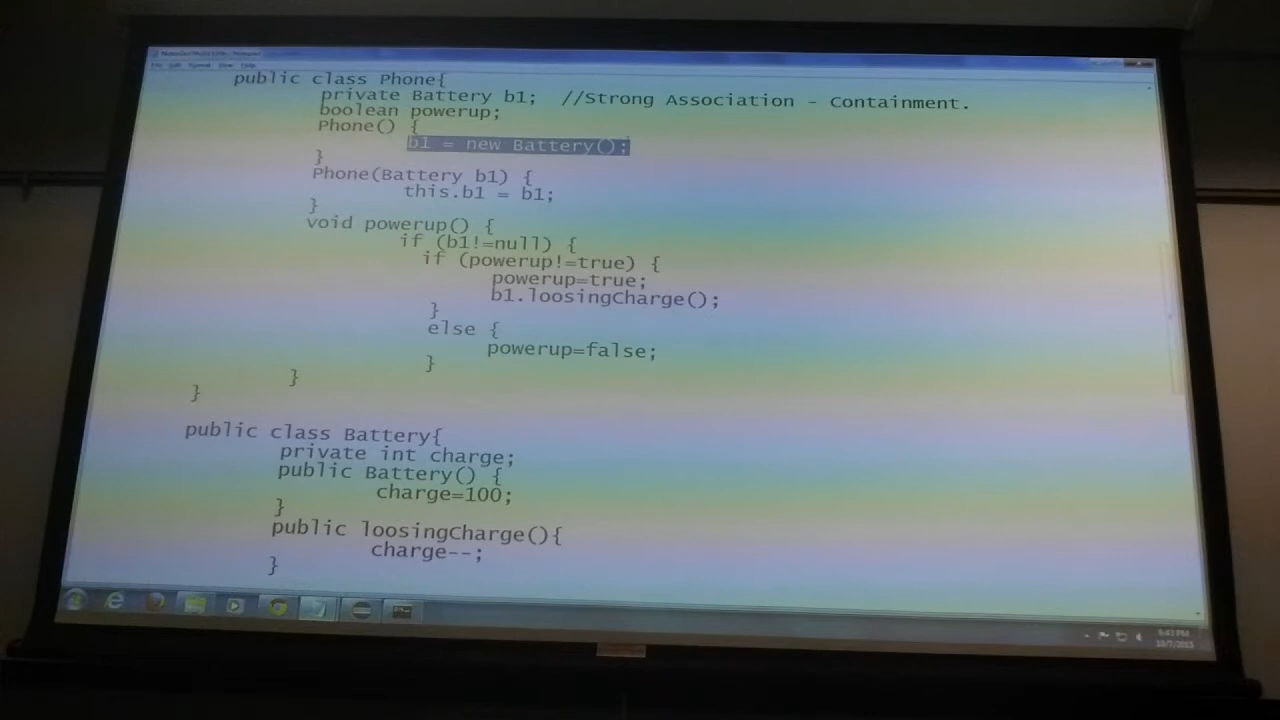 public class Phone{
private Battery b1; //Strong Association - Containment.
boolean powerup;
Phone() {
b1 = new Battery();
}
Phone(Battery b1) {
this.b1 = b1;
}
void powerup() {
if (b1!=null) {
if (powerup!=true) {
powerup=true;
b1.loosingCharge();
}
else {
powerup=false;
}
}
}
public class Battery{
private int charge;
public Battery() {
charge=100;
}
public loosingCharge(){
charge--;
}